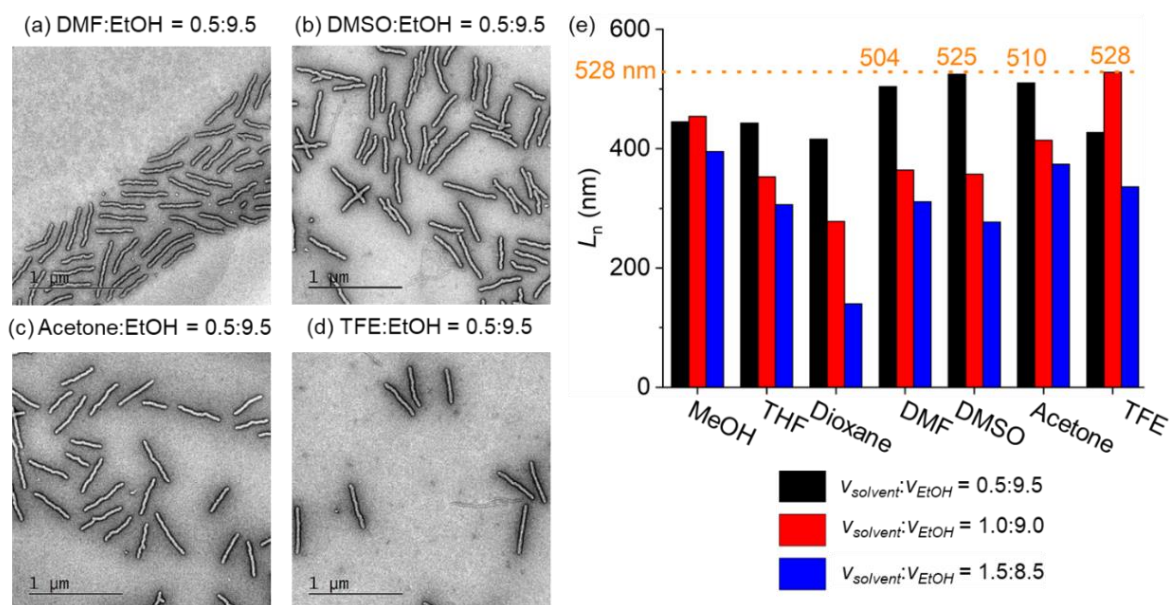 (a) DMF:EtOH = 0.5:9.5
(b) DMSO:EtOH = 0.5:9.5
1 μm
1 μm
(c) Acetone:EtOH = 0.5:9.5
(d) TFE:EtOH = 0.5:9.5
1 μm
1 μm
(e)
600
528 nm
504
525
510
528
400
200
0
Ln (nm)
MeOH
THF
Dioxane
DMF
DMSO
Acetone
TFE
vsolvent:vEtOH = 0.5:9.5
vsolvent:vEtOH = 1.0:9.0
vsolvent:vEtOH = 1.5:8.5